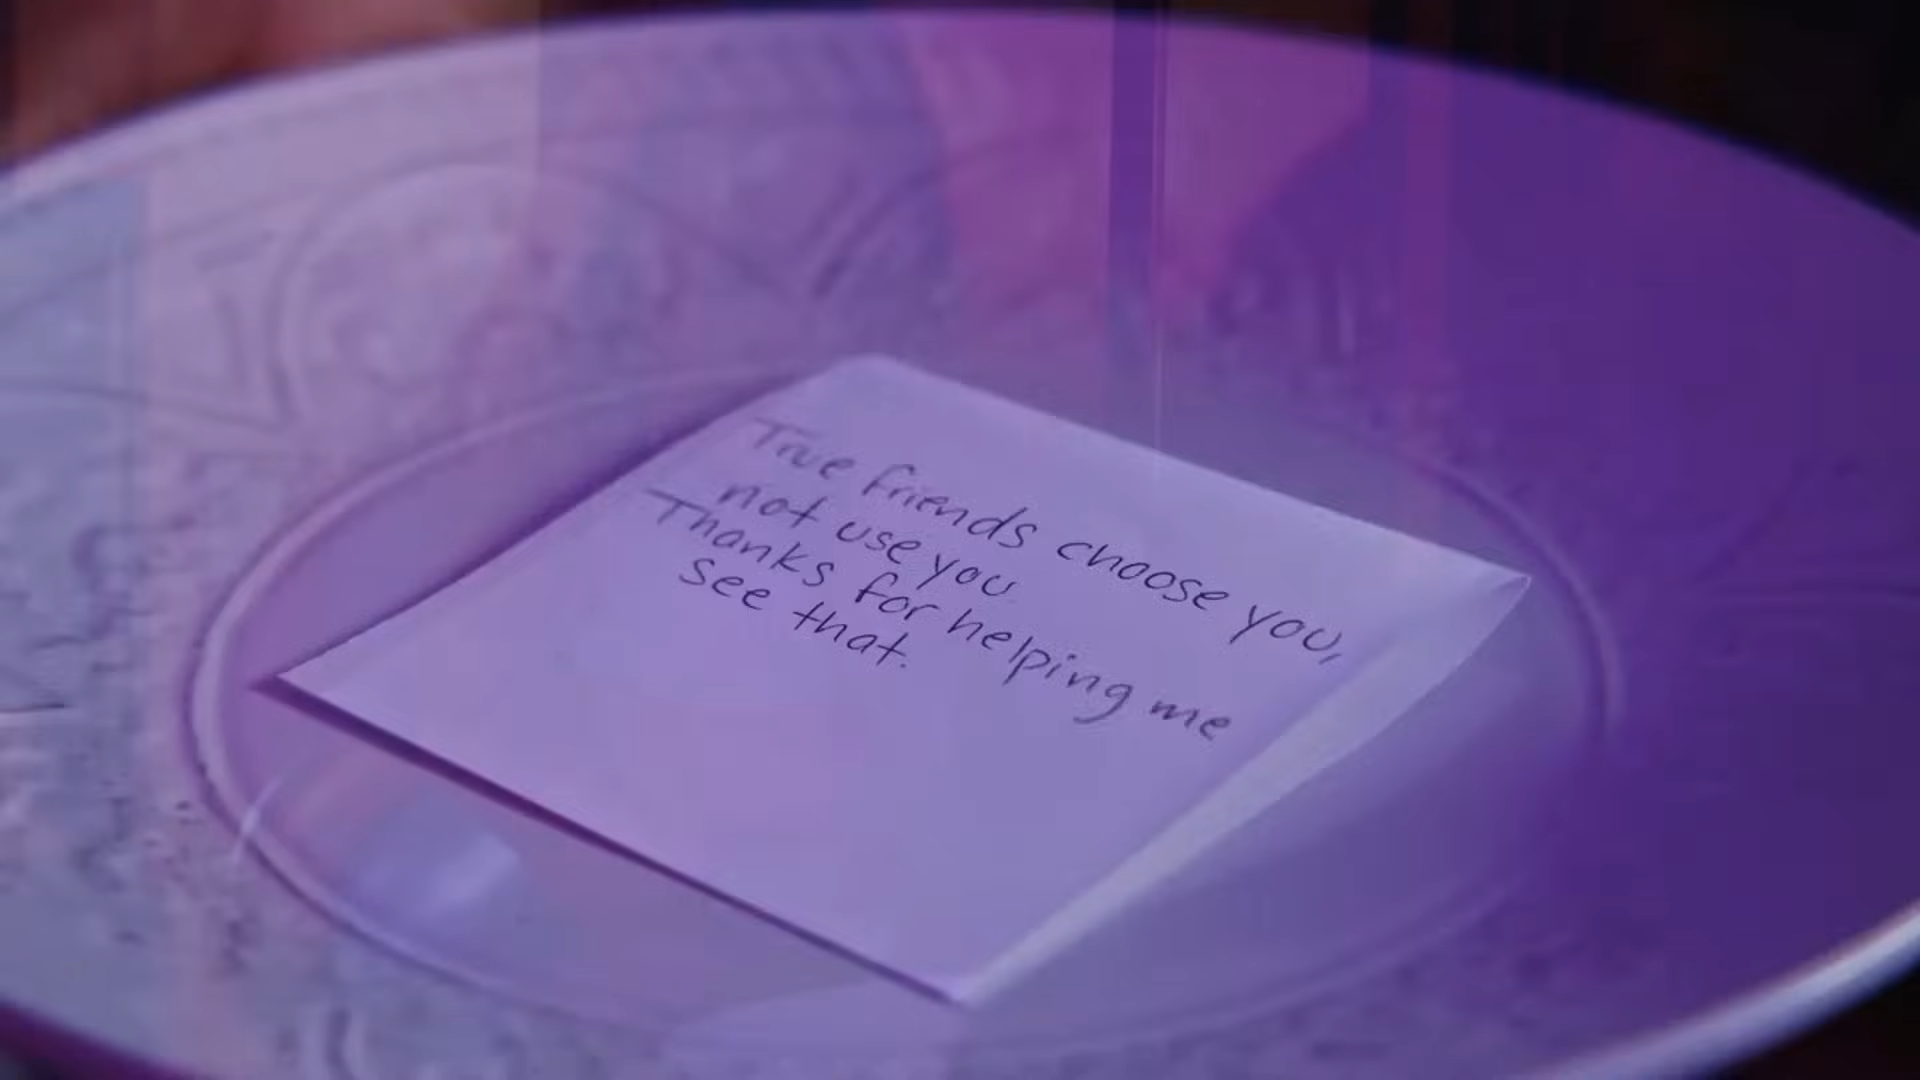 True friends choose you,
not use you.
Thanks for helping me
see that.